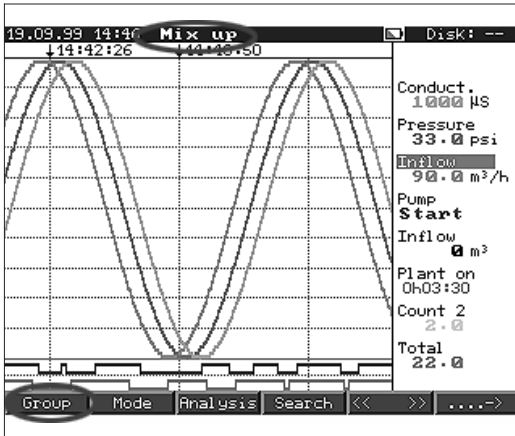 19.09.99 14:46 Mix up Disk: --
14:42:26
Conduct.
1000 µS
Pressure
33.0 psi
Inflow
90.0 m³/h
Pump
Start
Inflow
0 m³
Plant on
0h03:30
Count 2
2.0
Total
22.0
Group Mode Analysis Search << >> ....->